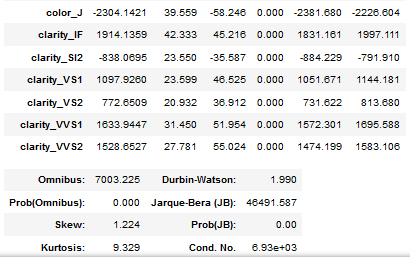 color_J -2304.1421 39.559 -58.246 0.000 -2381.680 -2226.604
clarity_IF 1914.1359 42.333 45.216 0.000 1831.161 1997.111
clarity_SI2 -838.0695 23.550 -35.587 0.000 -884.229 -791.910
clarity_VS1 1097.9260 23.599 46.525 0.000 1051.671 1144.181
clarity_VS2 772.6509 20.932 36.912 0.000 731.622 813.680
clarity_VVS1 1633.9447 31.450 51.954 0.000 1572.301 1695.588
clarity_VVS2 1528.6527 27.781 55.024 0.000 1474.199 1583.106
Omnibus: 7003.225 Durbin-Watson: 1.990
Prob(Omnibus): 0.000 Jarque-Bera (JB): 46491.587
Skew: 1.224 Prob(JB): 0.00
Kurtosis: 9.329 Cond. No. 6.93e+03